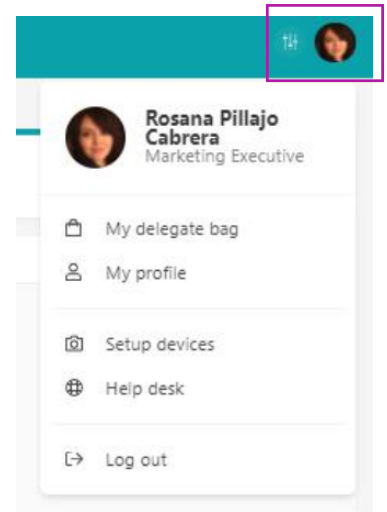 Rosana Pillajo
Cabrera
Marketing Executive
My delegate bag
My profile
Setup devices
Help desk
Log out